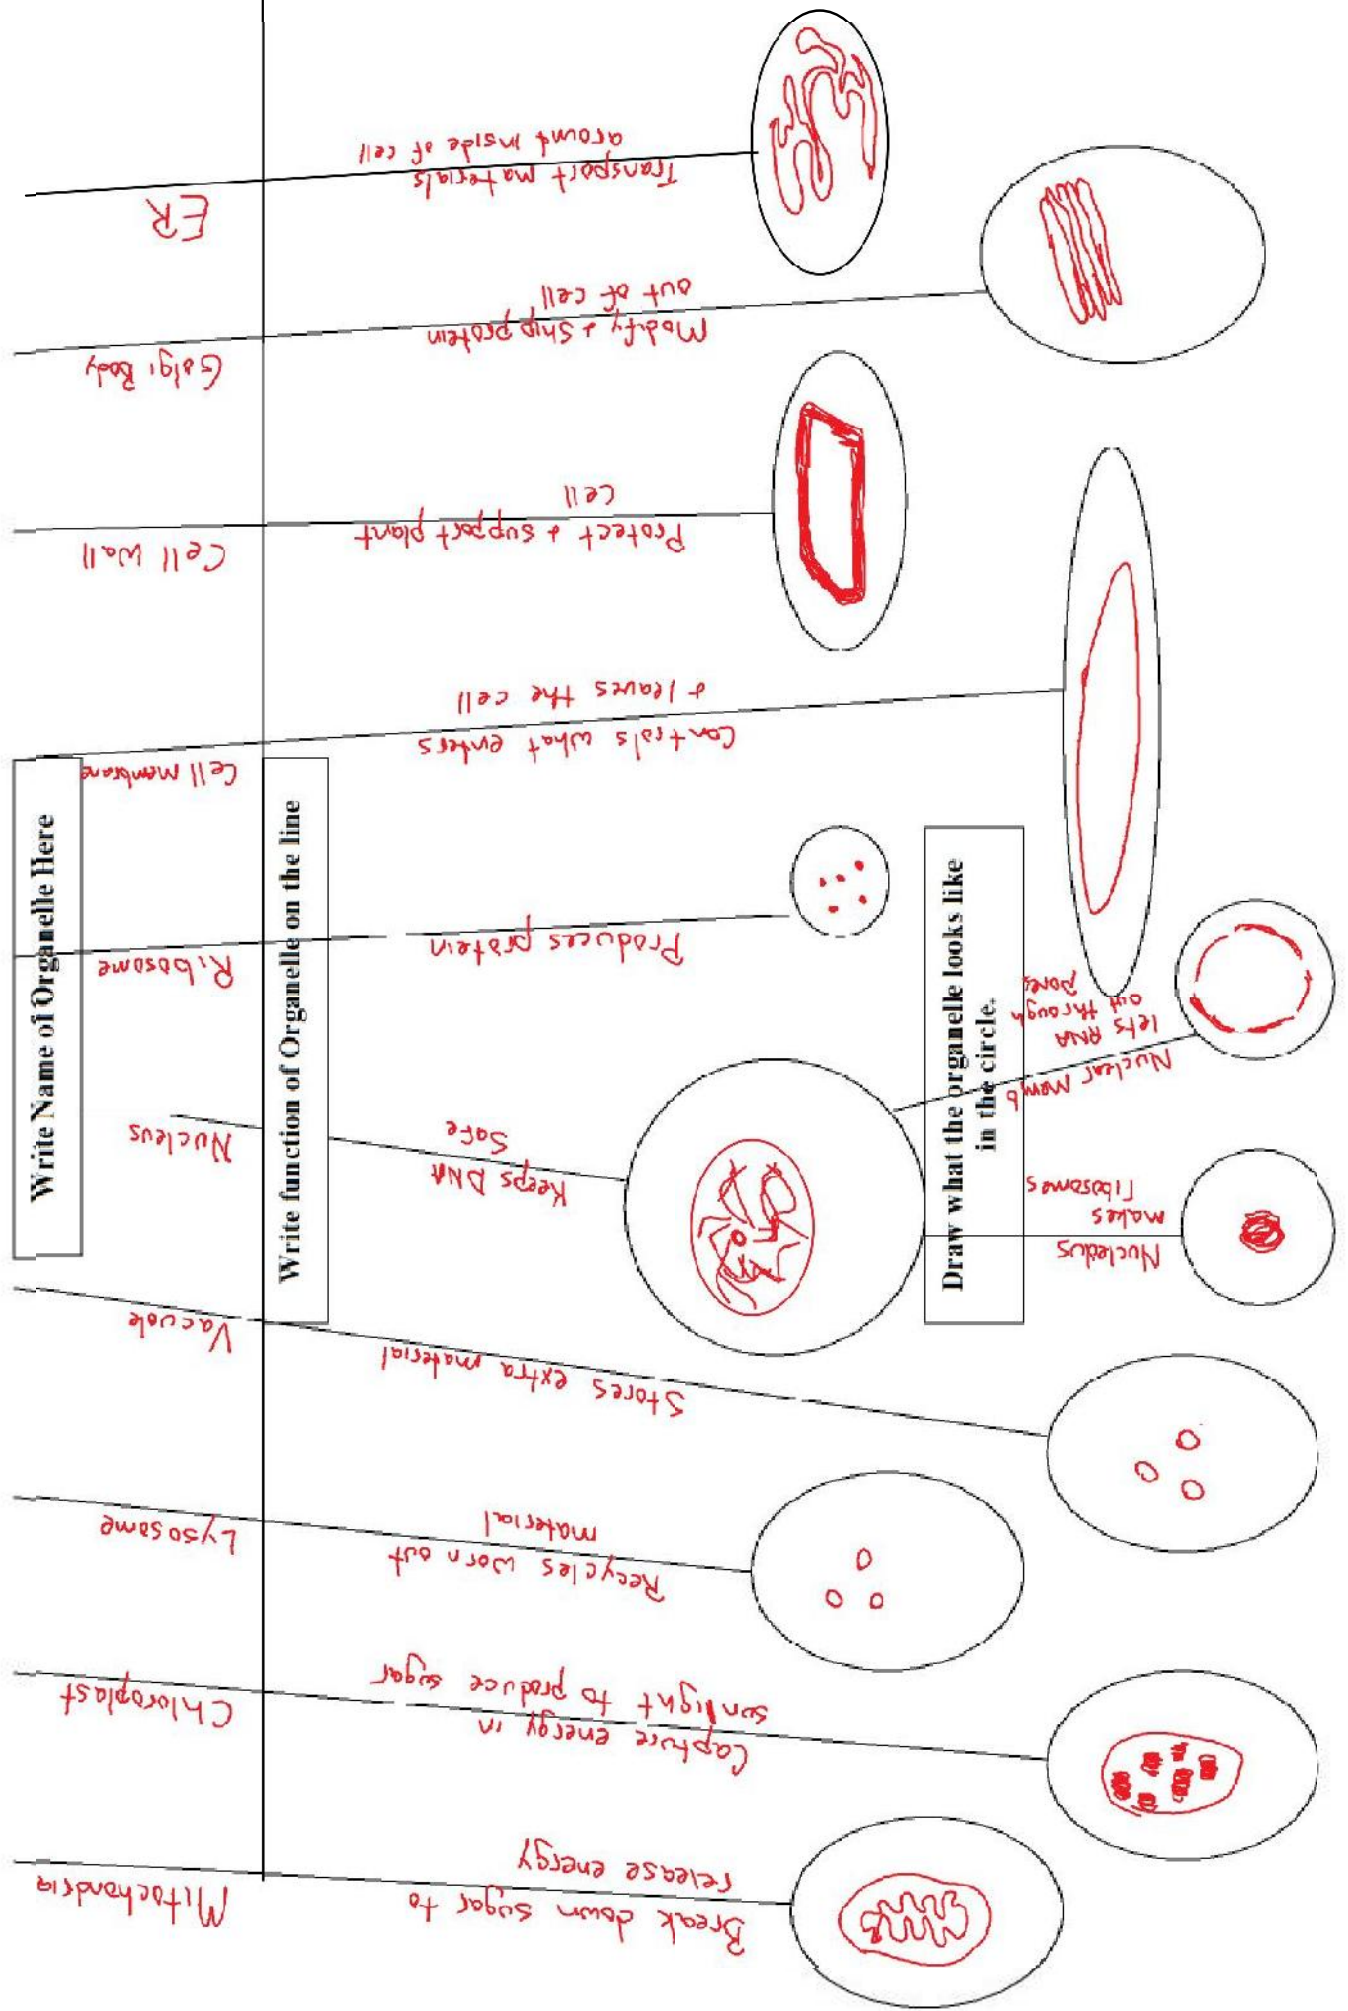 Write Name of Organelle Here
Write function of Organelle on the line
Draw what the organelle looks like
in the circle.
Mitochondria
Break down sugar to
release energy
Chloroplast
Capture energy in
sunlight to produce sugar
Lysosome
Recycles worn out
material
Vacuole
Stores extra material
Nucleus
Keeps DNA
Safe
Nucleolus
makes
ribosomes
Nuclear Memb
lets RNA
out through
pores
Ribosome
Produces protein
Cell membrane
Controls what enters
& leaves the cell
Cell Wall
Protect & support plant
Cell
Golgi Body
Modify & Ship protein
out of cell
ER
Transport materials
around inside of cell